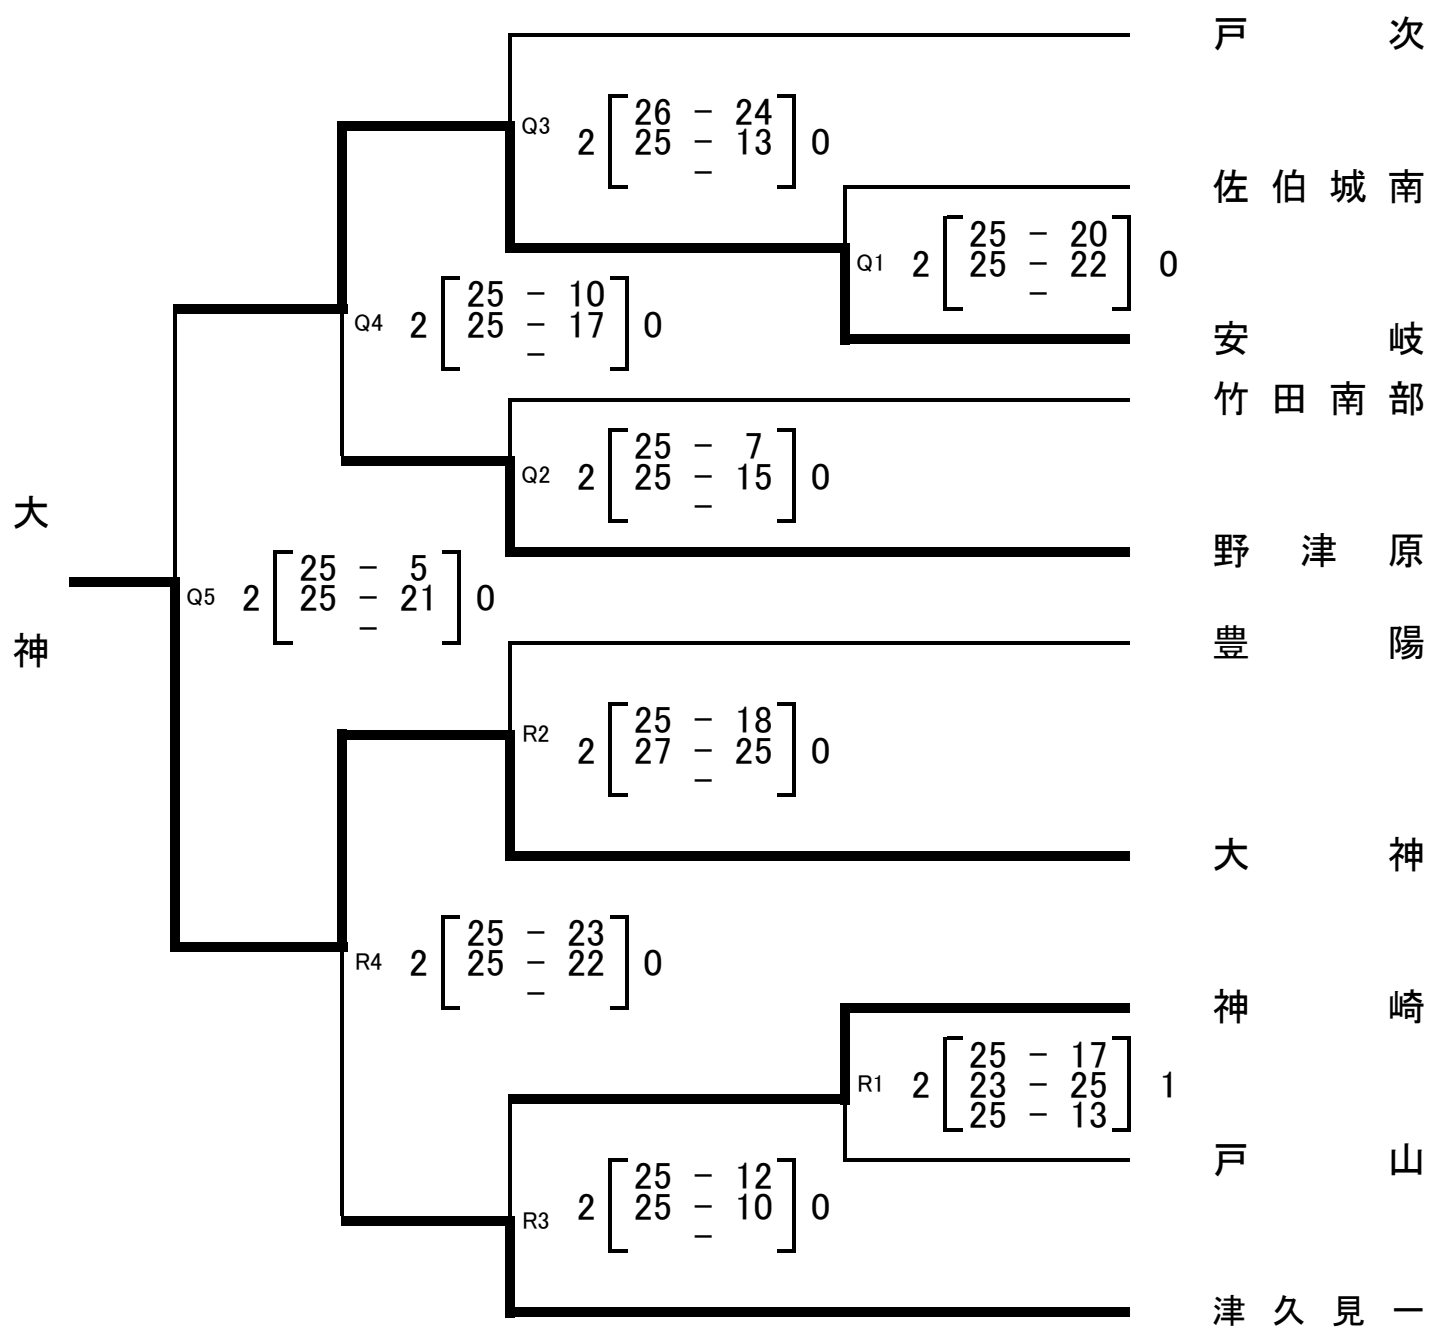 戸次
Q3 2 26 - 24 0
25 - 13
-
佐伯城南
Q1 2 25 - 20 0
25 - 22
-
安岐
Q4 2 25 - 10 0
25 - 17
-
竹田南部
Q2 2 25 - 7 0
25 - 15
-
野津原
大神
Q5 2 25 - 5 0
25 - 21
-
豊陽
R2 2 25 - 18 0
27 - 25
-
大神
R4 2 25 - 23 0
25 - 22
-
神崎
R1 2 25 - 17 1
23 - 25
25 - 13
戸山
R3 2 25 - 12 0
25 - 10
-
津久見一